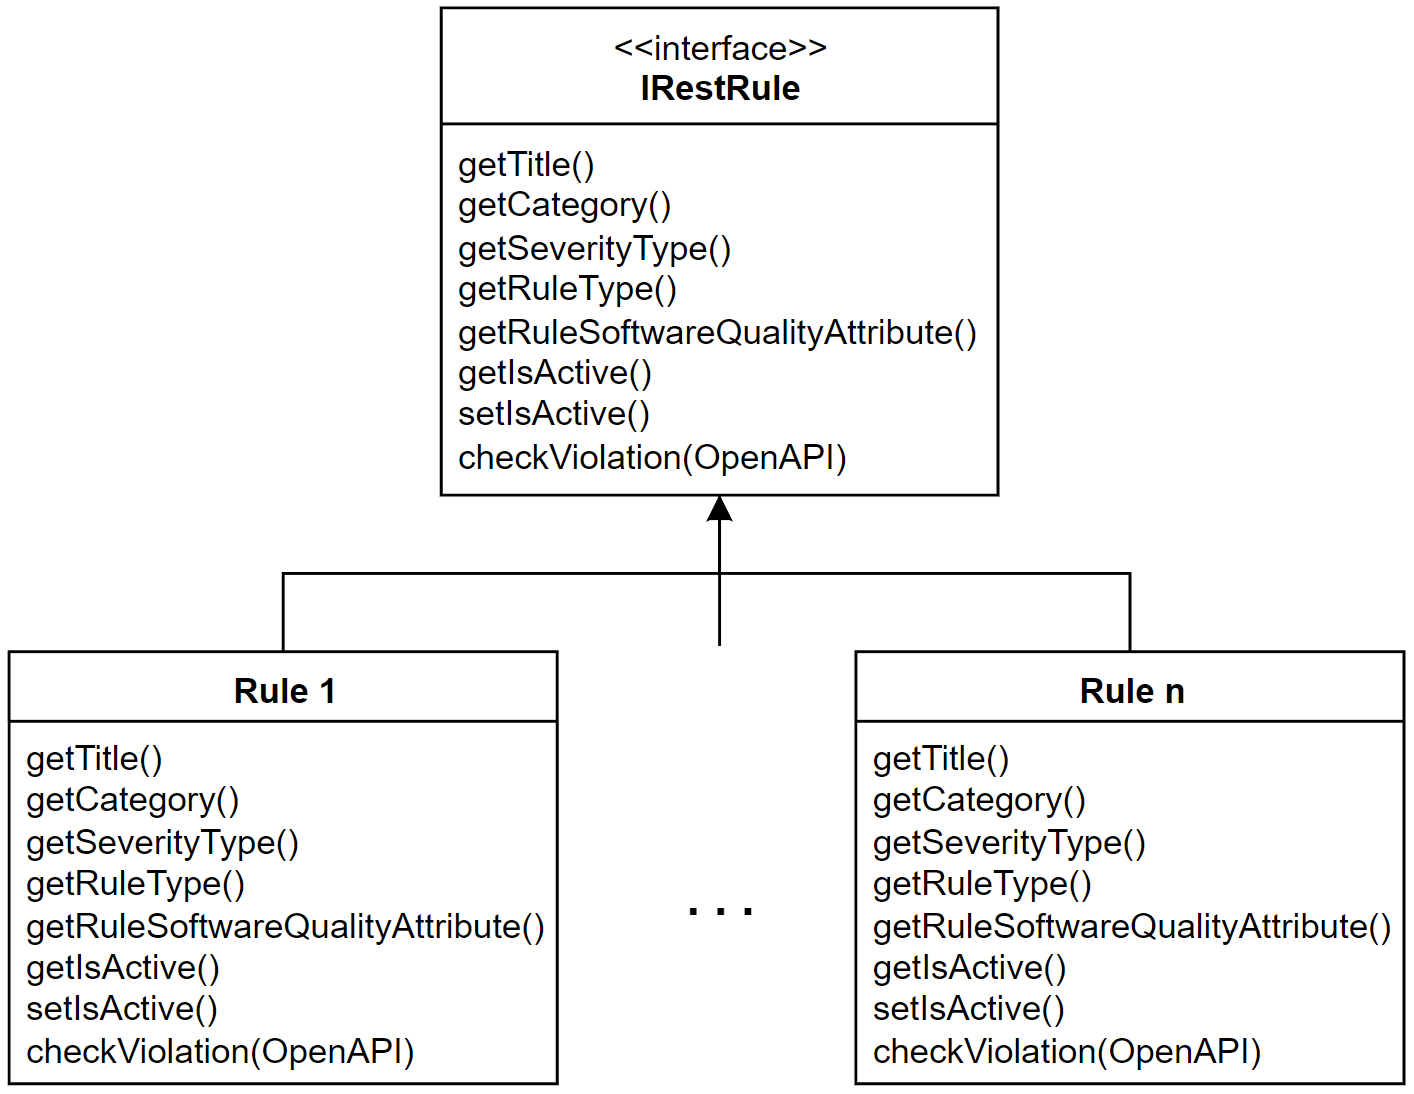 <<interface>>
IRestRule
getTitle()
getCategory()
getSeverityType()
getRuleType()
getRuleSoftwareQualityAttribute()
getIsActive()
setIsActive()
checkViolation(OpenAPI)
Rule 1
getTitle()
getCategory()
getSeverityType()
getRuleType()
getRuleSoftwareQualityAttribute()
getIsActive()
setIsActive()
checkViolation(OpenAPI)
. . .
Rule n
getTitle()
getCategory()
getSeverityType()
getRuleType()
getRuleSoftwareQualityAttribute()
getIsActive()
setIsActive()
checkViolation(OpenAPI)